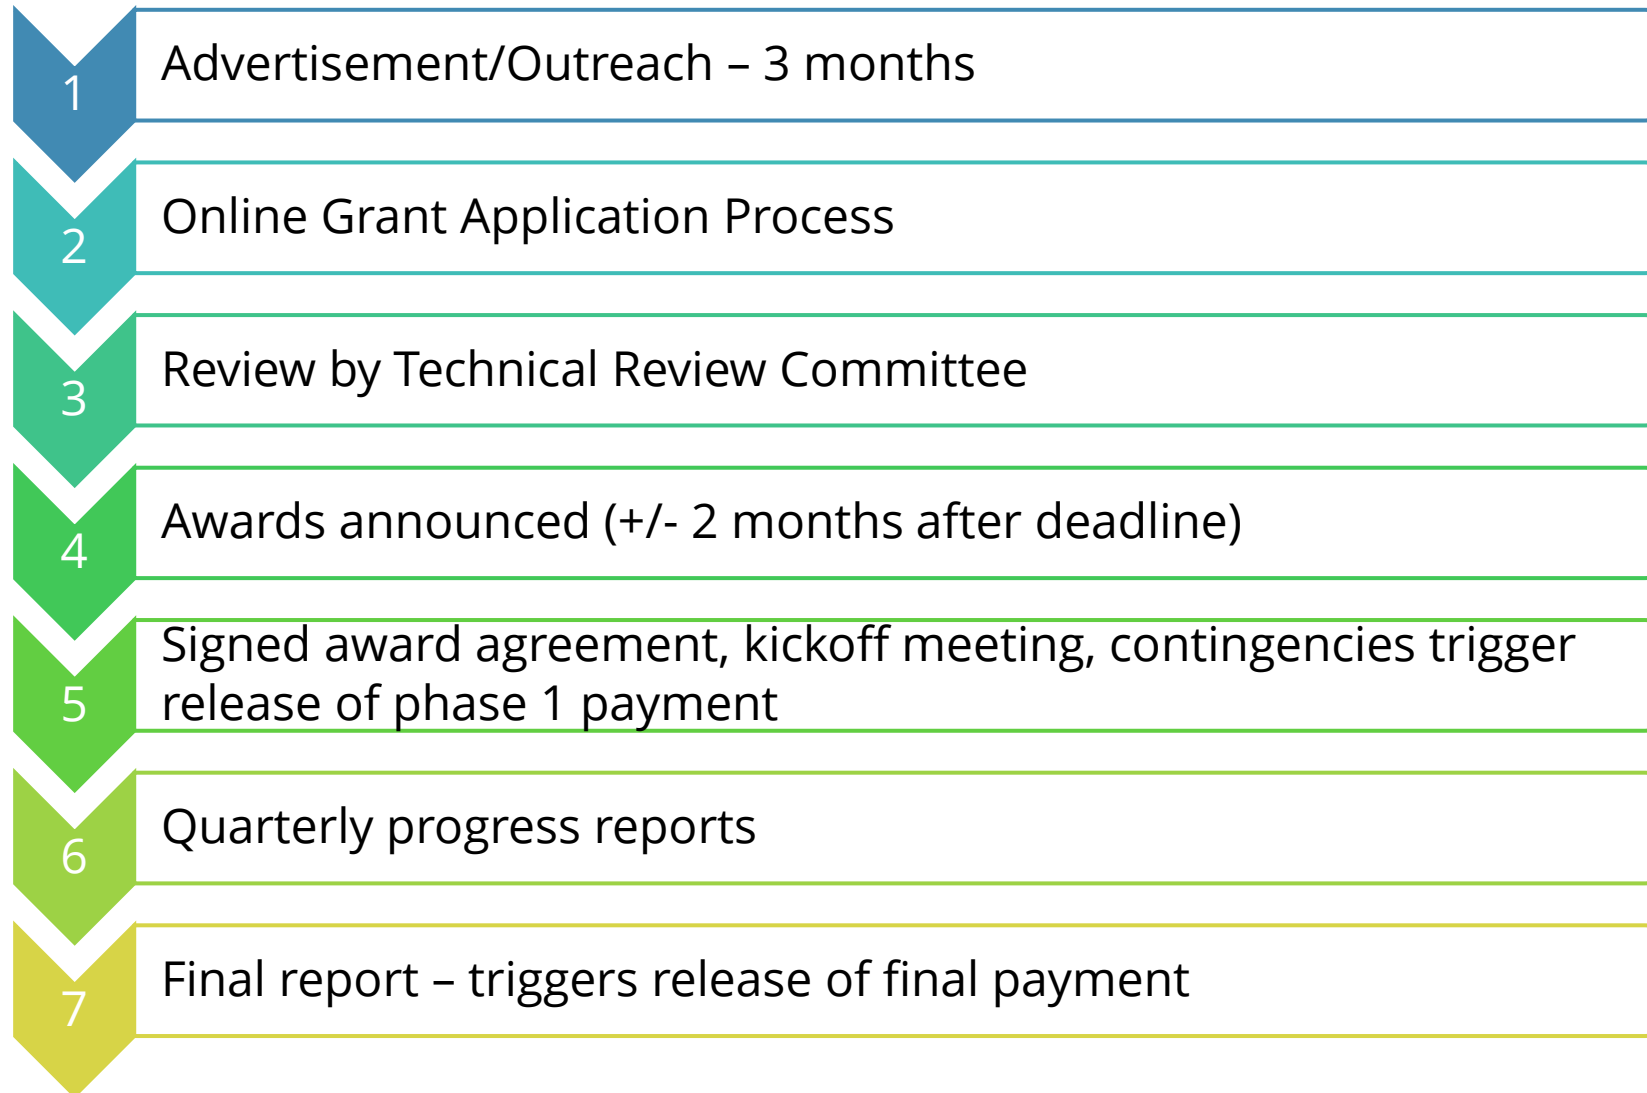 1
Advertisement/Outreach – 3 months
2
Online Grant Application Process
3
Review by Technical Review Committee
4
Awards announced (+/- 2 months after deadline)
5
Signed award agreement, kickoff meeting, contingencies trigger
release of phase 1 payment
6
Quarterly progress reports
7
Final report – triggers release of final payment